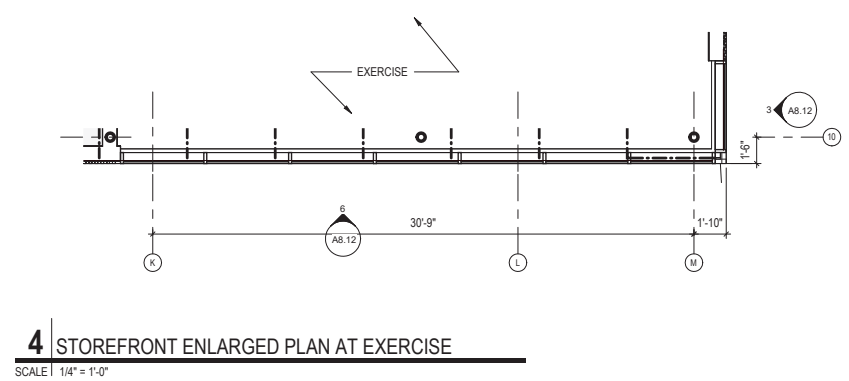 EXERCISE
3
A8.12
10
1'-6"
6
A8.12
30'-9"
1'-10"
K
L
M
4
STOREFRONT ENLARGED PLAN AT EXERCISE
SCALE 1/4" = 1'-0"